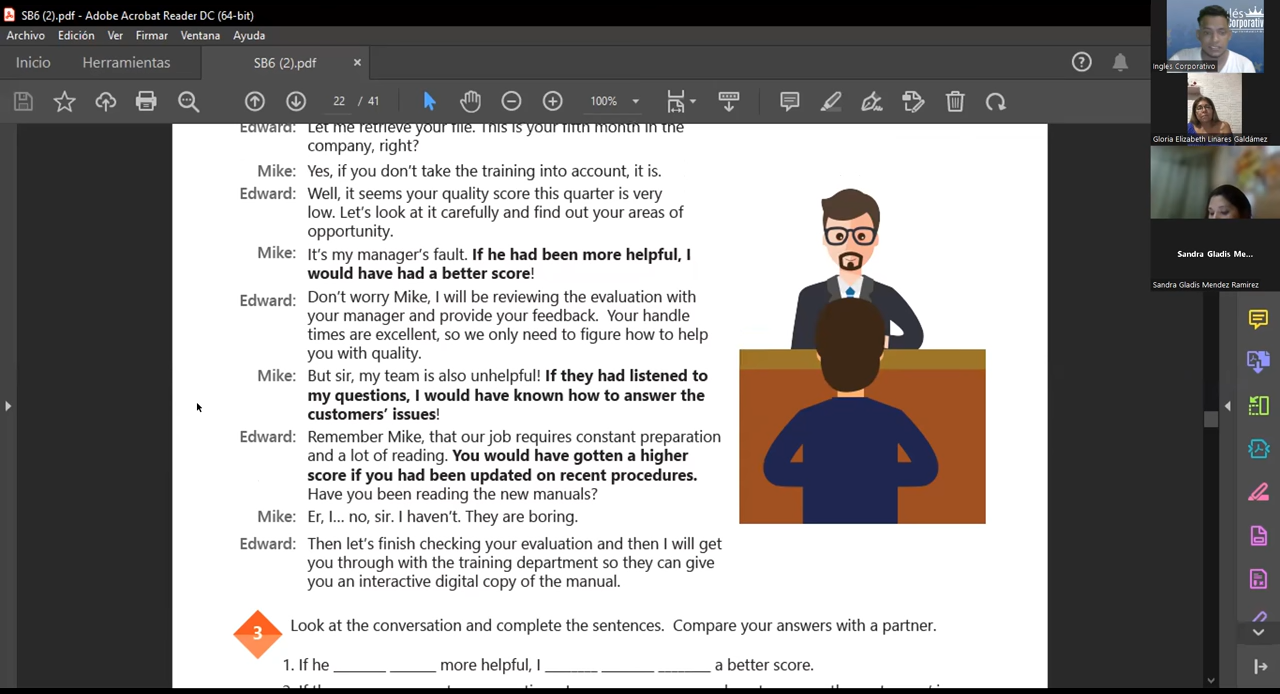 SB6 (2).pdf - Adobe Acrobat Reader DC (64-bit)
Archivo Edición Ver Firmar Ventana Ayuda
Inicio Herramientas SB6 (2).pdf ×
22 / 41 100%
Edward: Let me retrieve your file. This is your fifth month in the
company, right?
Mike: Yes, if you don't take the training into account, it is.
Edward: Well, it seems your quality score this quarter is very
low. Let's look at it carefully and find out your areas of
opportunity.
Mike: It's my manager's fault. If he had been more helpful, I
would have had a better score!
Edward: Don't worry Mike, I will be reviewing the evaluation with
your manager and provide your feedback. Your handle
times are excellent, so we only need to figure how to help
you with quality.
Mike: But sir, my team is also unhelpful! If they had listened to
my questions, I would have known how to answer the
customers' issues!
Edward: Remember Mike, that our job requires constant preparation
and a lot of reading. You would have gotten a higher
score if you had been updated on recent procedures.
Have you been reading the new manuals?
Mike: Er, I... no, sir. I haven't. They are boring.
Edward: Then let's finish checking your evaluation and then I will get
you through with the training department so they can give
you an interactive digital copy of the manual.
3 Look at the conversation and complete the sentences. Compare your answers with a partner.
1. If he _______ ______ more helpful, I _______ _______ _______ a better score.
Ingles Corporativo
Gloria Elizabeth Linares Galdámez
Sandra Gladis Me...
Sandra Gladis Mendez Ramirez